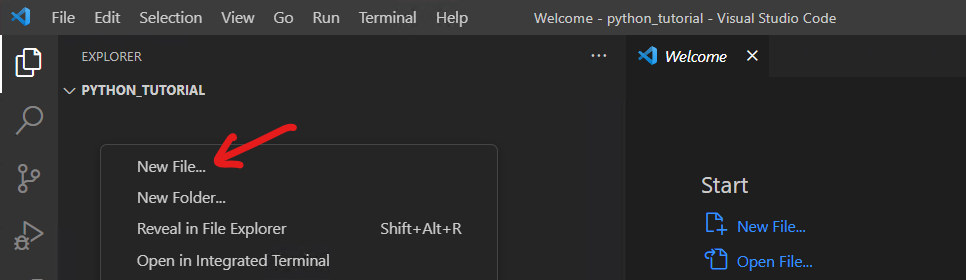 File Edit Selection View Go Run Terminal Help Welcome - python_tutorial - Visual Studio Code
EXPLORER ...
PYTHON_TUTORIAL
New File...
New Folder...
Reveal in File Explorer Shift+Alt+R
Open in Integrated Terminal
Welcome
Start
New File...
Open File...